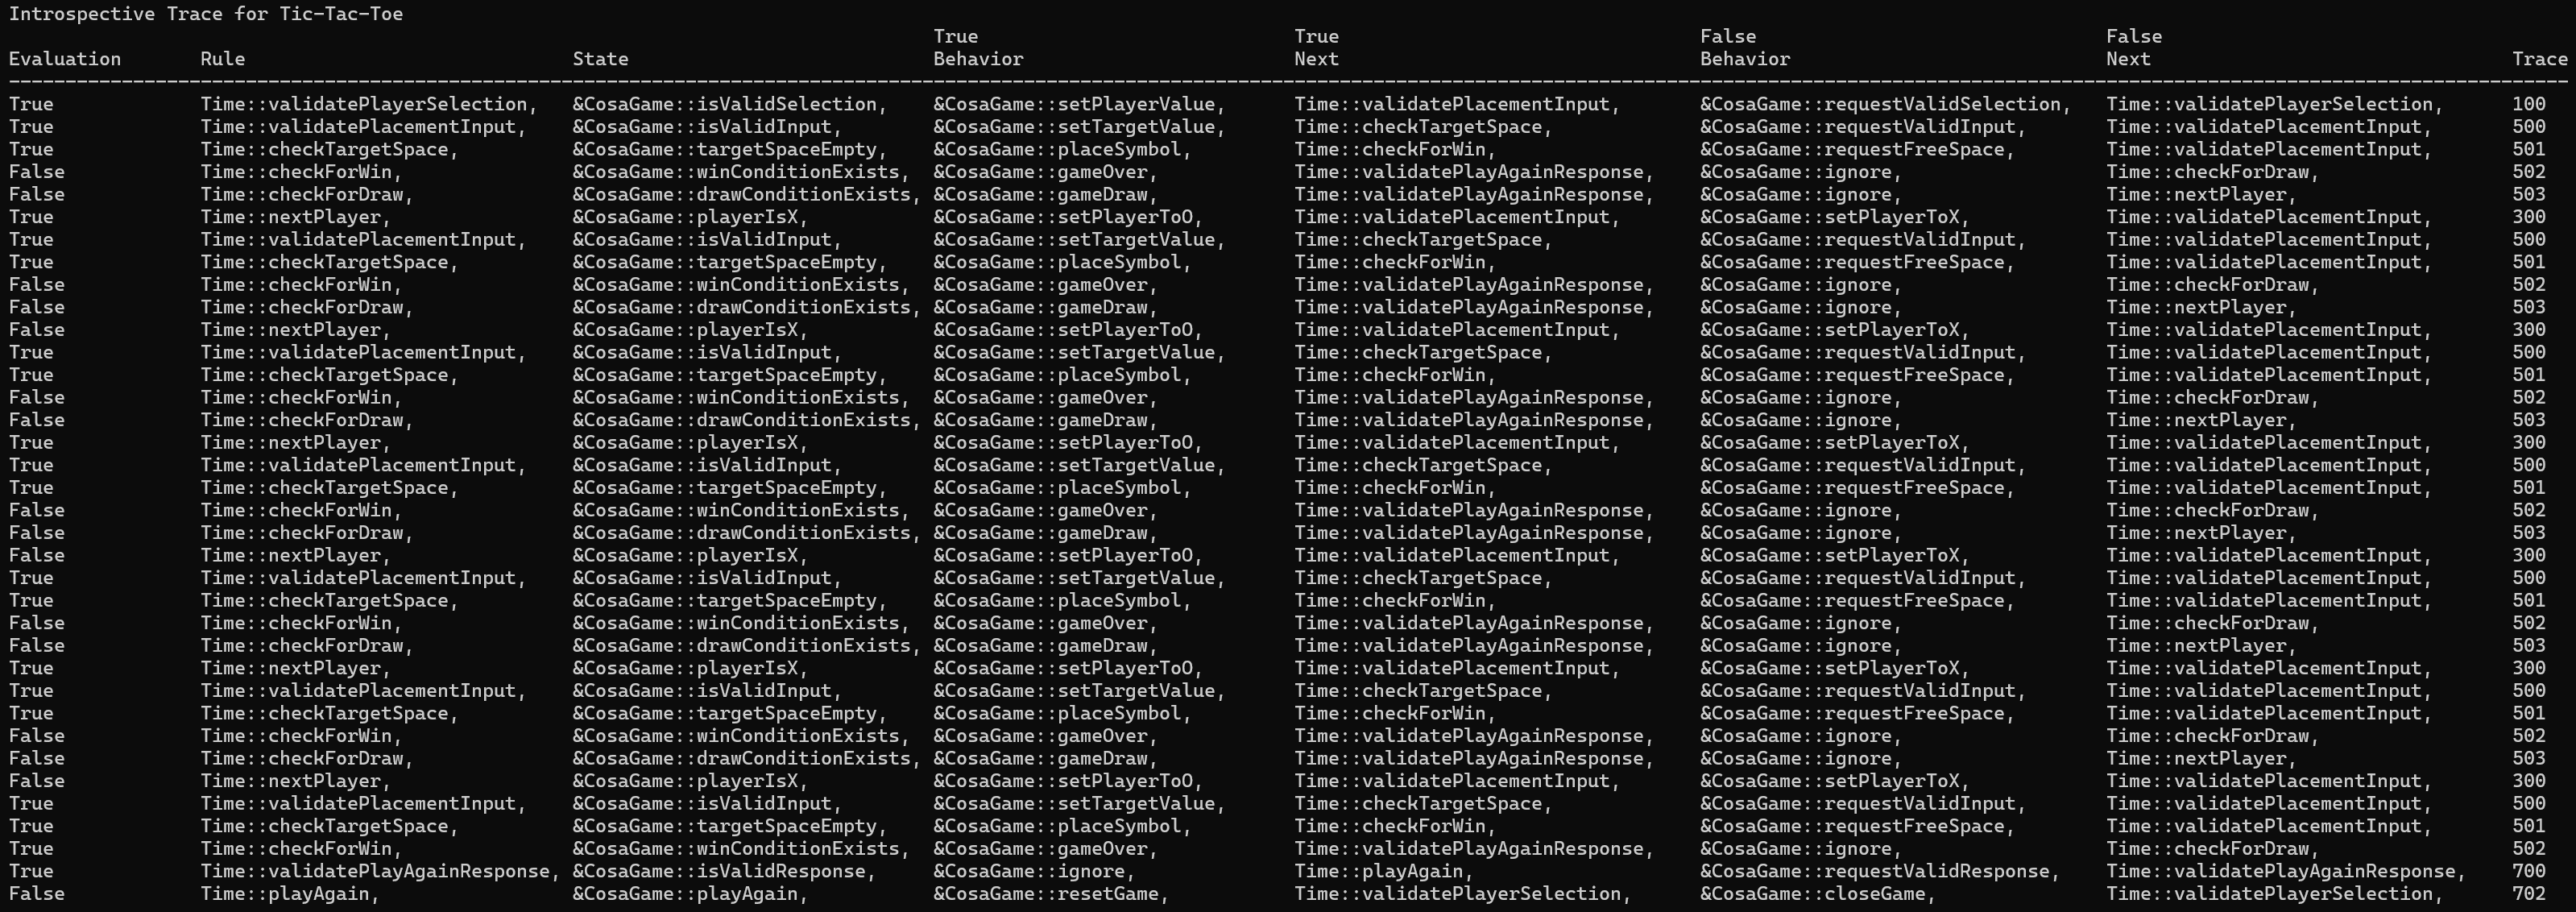 Introspective Trace for Tic-Tac-Toe
True True False False
Evaluation Rule State Behavior Next Behavior Next Trace
True Time::validatePlayerSelection, &CosaGame::isValidSelection, &CosaGame::setPlayerValue, Time::validatePlacementInput, &CosaGame::requestValidSelection, Time::validatePlayerSelection, 100
True Time::validatePlacementInput, &CosaGame::isValidInput, &CosaGame::setTargetValue, Time::checkTargetSpace, &CosaGame::requestValidInput, Time::validatePlacementInput, 500
True Time::checkTargetSpace, &CosaGame::targetSpaceEmpty, &CosaGame::placeSymbol, Time::checkForWin, &CosaGame::requestFreeSpace, Time::validatePlacementInput, 501
False Time::checkForWin, &CosaGame::winConditionExists, &CosaGame::gameOver, Time::validatePlayAgainResponse, &CosaGame::ignore, Time::checkForDraw, 502
False Time::checkForDraw, &CosaGame::drawConditionExists, &CosaGame::gameDraw, Time::validatePlayAgainResponse, &CosaGame::ignore, Time::nextPlayer, 503
True Time::nextPlayer, &CosaGame::playerIsX, &CosaGame::setPlayerToO, Time::validatePlacementInput, &CosaGame::setPlayerToX, Time::validatePlacementInput, 300
True Time::validatePlacementInput, &CosaGame::isValidInput, &CosaGame::setTargetValue, Time::checkTargetSpace, &CosaGame::requestValidInput, Time::validatePlacementInput, 500
True Time::checkTargetSpace, &CosaGame::targetSpaceEmpty, &CosaGame::placeSymbol, Time::checkForWin, &CosaGame::requestFreeSpace, Time::validatePlacementInput, 501
False Time::checkForWin, &CosaGame::winConditionExists, &CosaGame::gameOver, Time::validatePlayAgainResponse, &CosaGame::ignore, Time::checkForDraw, 502
False Time::checkForDraw, &CosaGame::drawConditionExists, &CosaGame::gameDraw, Time::validatePlayAgainResponse, &CosaGame::ignore, Time::nextPlayer, 503
False Time::nextPlayer, &CosaGame::playerIsX, &CosaGame::setPlayerToO, Time::validatePlacementInput, &CosaGame::setPlayerToX, Time::validatePlacementInput, 300
True Time::validatePlacementInput, &CosaGame::isValidInput, &CosaGame::setTargetValue, Time::checkTargetSpace, &CosaGame::requestValidInput, Time::validatePlacementInput, 500
True Time::checkTargetSpace, &CosaGame::targetSpaceEmpty, &CosaGame::placeSymbol, Time::checkForWin, &CosaGame::requestFreeSpace, Time::validatePlacementInput, 501
False Time::checkForWin, &CosaGame::winConditionExists, &CosaGame::gameOver, Time::validatePlayAgainResponse, &CosaGame::ignore, Time::checkForDraw, 502
False Time::checkForDraw, &CosaGame::drawConditionExists, &CosaGame::gameDraw, Time::validatePlayAgainResponse, &CosaGame::ignore, Time::nextPlayer, 503
True Time::nextPlayer, &CosaGame::playerIsX, &CosaGame::setPlayerToO, Time::validatePlacementInput, &CosaGame::setPlayerToX, Time::validatePlacementInput, 300
True Time::validatePlacementInput, &CosaGame::isValidInput, &CosaGame::setTargetValue, Time::checkTargetSpace, &CosaGame::requestValidInput, Time::validatePlacementInput, 500
True Time::checkTargetSpace, &CosaGame::targetSpaceEmpty, &CosaGame::placeSymbol, Time::checkForWin, &CosaGame::requestFreeSpace, Time::validatePlacementInput, 501
False Time::checkForWin, &CosaGame::winConditionExists, &CosaGame::gameOver, Time::validatePlayAgainResponse, &CosaGame::ignore, Time::checkForDraw, 502
False Time::checkForDraw, &CosaGame::drawConditionExists, &CosaGame::gameDraw, Time::validatePlayAgainResponse, &CosaGame::ignore, Time::nextPlayer, 503
False Time::nextPlayer, &CosaGame::playerIsX, &CosaGame::setPlayerToO, Time::validatePlacementInput, &CosaGame::setPlayerToX, Time::validatePlacementInput, 300
True Time::validatePlacementInput, &CosaGame::isValidInput, &CosaGame::setTargetValue, Time::checkTargetSpace, &CosaGame::requestValidInput, Time::validatePlacementInput, 500
True Time::checkTargetSpace, &CosaGame::targetSpaceEmpty, &CosaGame::placeSymbol, Time::checkForWin, &CosaGame::requestFreeSpace, Time::validatePlacementInput, 501
False Time::checkForWin, &CosaGame::winConditionExists, &CosaGame::gameOver, Time::validatePlayAgainResponse, &CosaGame::ignore, Time::checkForDraw, 502
False Time::checkForDraw, &CosaGame::drawConditionExists, &CosaGame::gameDraw, Time::validatePlayAgainResponse, &CosaGame::ignore, Time::nextPlayer, 503
True Time::nextPlayer, &CosaGame::playerIsX, &CosaGame::setPlayerToO, Time::validatePlacementInput, &CosaGame::setPlayerToX, Time::validatePlacementInput, 300
True Time::validatePlacementInput, &CosaGame::isValidInput, &CosaGame::setTargetValue, Time::checkTargetSpace, &CosaGame::requestValidInput, Time::validatePlacementInput, 500
True Time::checkTargetSpace, &CosaGame::targetSpaceEmpty, &CosaGame::placeSymbol, Time::checkForWin, &CosaGame::requestFreeSpace, Time::validatePlacementInput, 501
False Time::checkForWin, &CosaGame::winConditionExists, &CosaGame::gameOver, Time::validatePlayAgainResponse, &CosaGame::ignore, Time::checkForDraw, 502
False Time::checkForDraw, &CosaGame::drawConditionExists, &CosaGame::gameDraw, Time::validatePlayAgainResponse, &CosaGame::ignore, Time::nextPlayer, 503
False Time::nextPlayer, &CosaGame::playerIsX, &CosaGame::setPlayerToO, Time::validatePlacementInput, &CosaGame::setPlayerToX, Time::validatePlacementInput, 300
True Time::validatePlacementInput, &CosaGame::isValidInput, &CosaGame::setTargetValue, Time::checkTargetSpace, &CosaGame::requestValidInput, Time::validatePlacementInput, 500
True Time::checkTargetSpace, &CosaGame::targetSpaceEmpty, &CosaGame::placeSymbol, Time::checkForWin, &CosaGame::requestFreeSpace, Time::validatePlacementInput, 501
True Time::checkForWin, &CosaGame::winConditionExists, &CosaGame::gameOver, Time::validatePlayAgainResponse, &CosaGame::ignore, Time::checkForDraw, 502
True Time::validatePlayAgainResponse, &CosaGame::isValidResponse, &CosaGame::ignore, Time::playAgain, &CosaGame::requestValidResponse, Time::validatePlayAgainResponse, 700
False Time::playAgain, &CosaGame::playAgain, &CosaGame::resetGame, Time::validatePlayerSelection, &CosaGame::closeGame, Time::validatePlayerSelection, 702